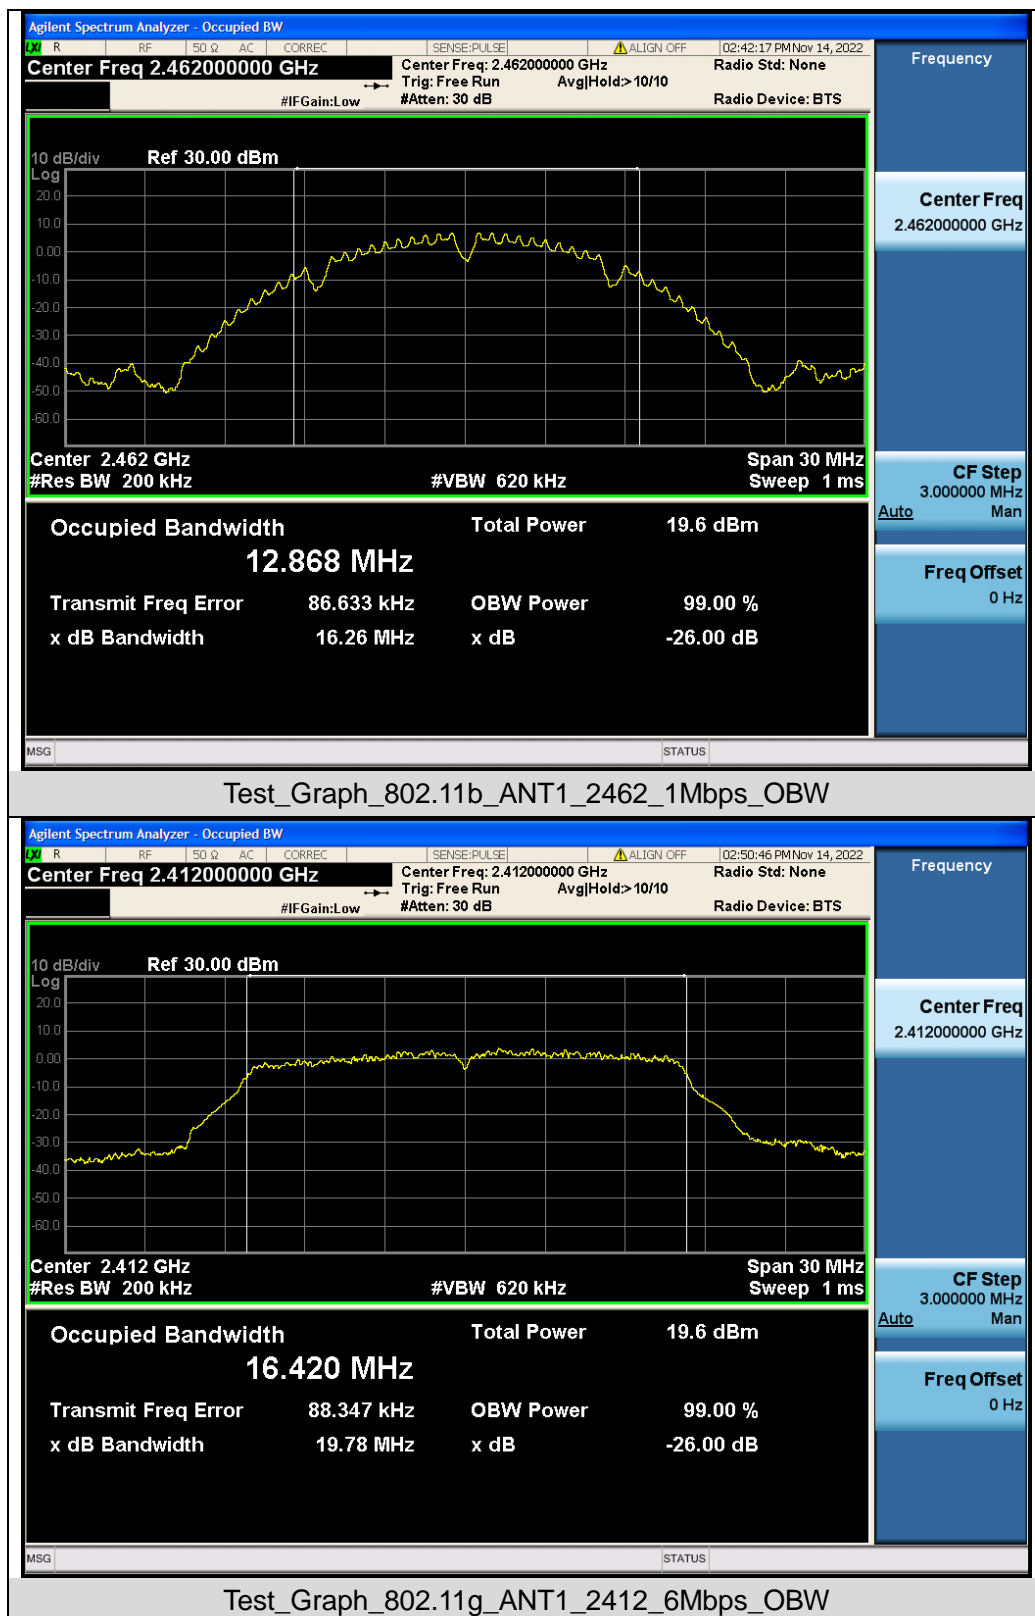 Agilent Spectrum Analyzer - Occupied BW
LXI R RF 50 Ω AC CORREC SENSE:PULSE ALIGN OFF 02:42:17 PM Nov 14, 2022
Center Freq 2.462000000 GHz
Center Freq: 2.462000000 GHz
Radio Std: None
Trig: Free Run Avg|Hold:> 10/10
#IFGain:Low #Atten: 30 dB Radio Device: BTS
Frequency
10 dB/div Ref 30.00 dBm
Log
20.0
10.0
0.00
-10.0
-20.0
-30.0
-40.0
-50.0
-60.0
Center 2.462 GHz Span 30 MHz
#Res BW 200 kHz #VBW 620 kHz Sweep 1 ms
Center Freq
2.462000000 GHz
CF Step
3.000000 MHz
Auto Man
Freq Offset
0 Hz
Occupied Bandwidth Total Power 19.6 dBm
12.868 MHz
Transmit Freq Error 86.633 kHz OBW Power 99.00 %
x dB Bandwidth 16.26 MHz x dB -26.00 dB
MSG STATUS
Test_Graph_802.11b_ANT1_2462_1Mbps_OBW
Agilent Spectrum Analyzer - Occupied BW
LXI R RF 50 Ω AC CORREC SENSE:PULSE ALIGN OFF 02:50:46 PM Nov 14, 2022
Center Freq 2.412000000 GHz
Center Freq: 2.412000000 GHz
Radio Std: None
Trig: Free Run Avg|Hold:> 10/10
#IFGain:Low #Atten: 30 dB Radio Device: BTS
Frequency
10 dB/div Ref 30.00 dBm
Log
20.0
10.0
0.00
-10.0
-20.0
-30.0
-40.0
-50.0
-60.0
Center 2.412 GHz Span 30 MHz
#Res BW 200 kHz #VBW 620 kHz Sweep 1 ms
Center Freq
2.412000000 GHz
CF Step
3.000000 MHz
Auto Man
Freq Offset
0 Hz
Occupied Bandwidth Total Power 19.6 dBm
16.420 MHz
Transmit Freq Error 88.347 kHz OBW Power 99.00 %
x dB Bandwidth 19.78 MHz x dB -26.00 dB
MSG STATUS
Test_Graph_802.11g_ANT1_2412_6Mbps_OBW